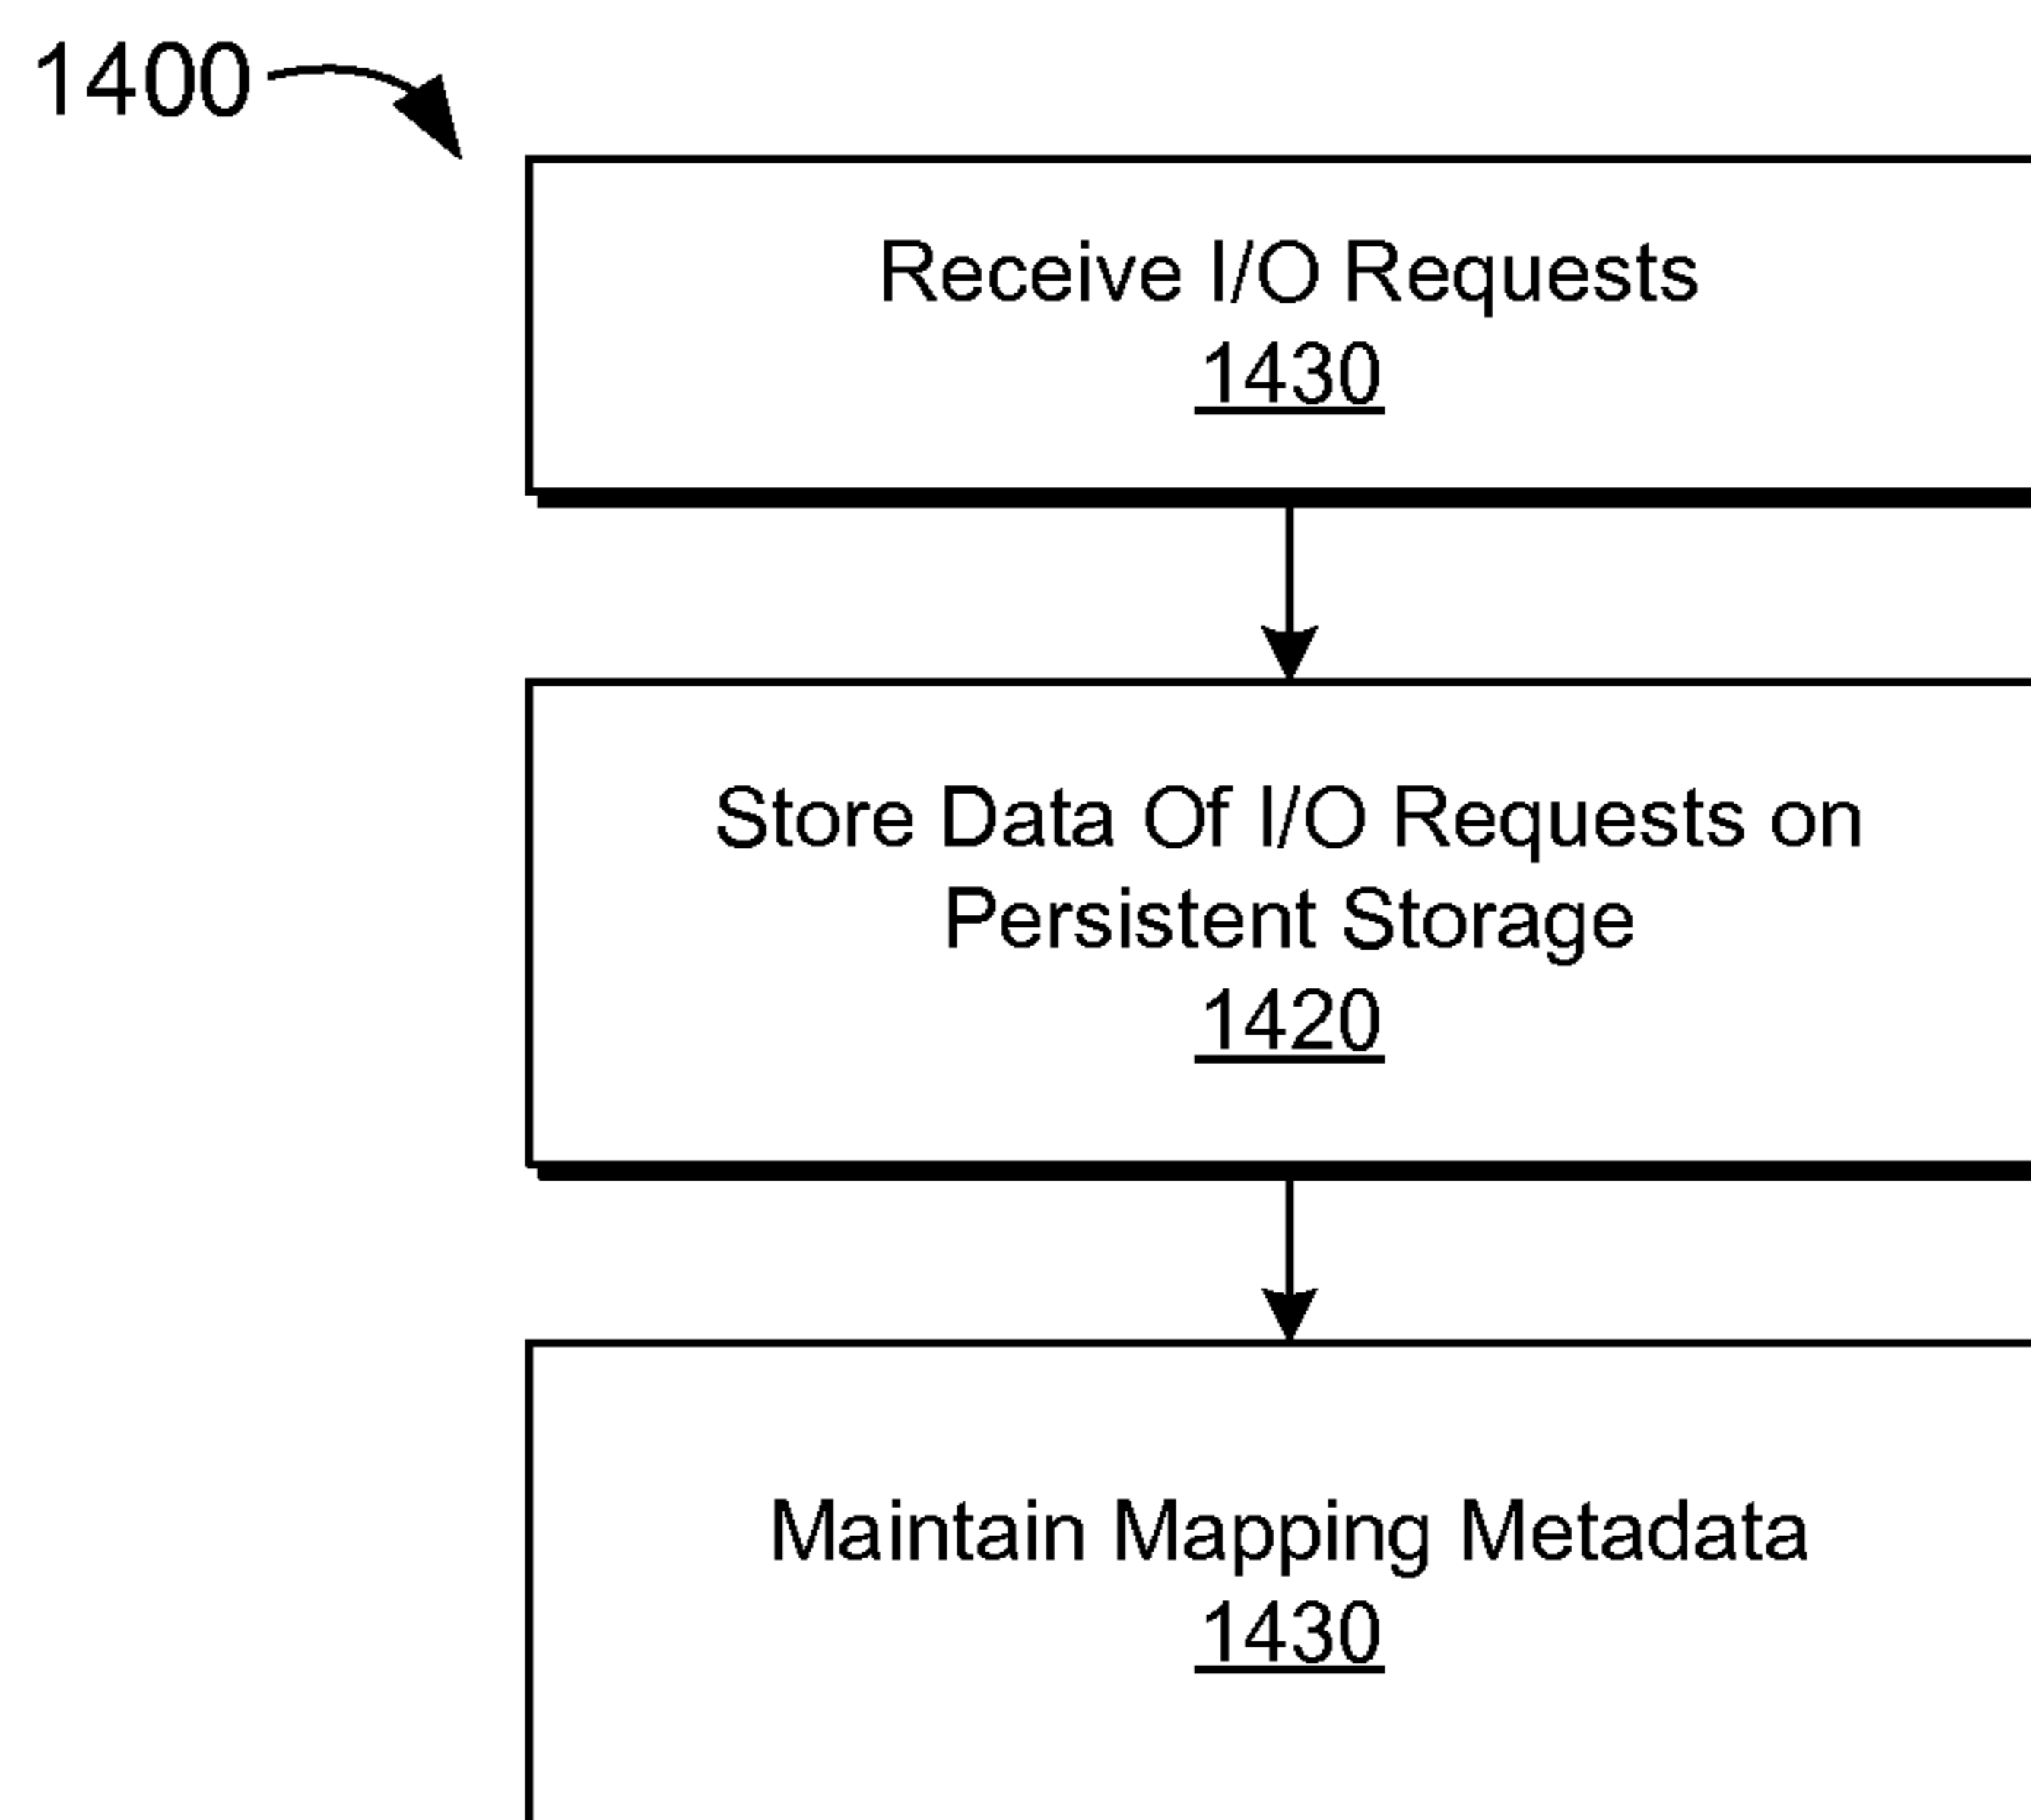 1400
Receive I/O Requests
1430
Store Data Of I/O Requests on
Persistent Storage
1420
Maintain Mapping Metadata
1430